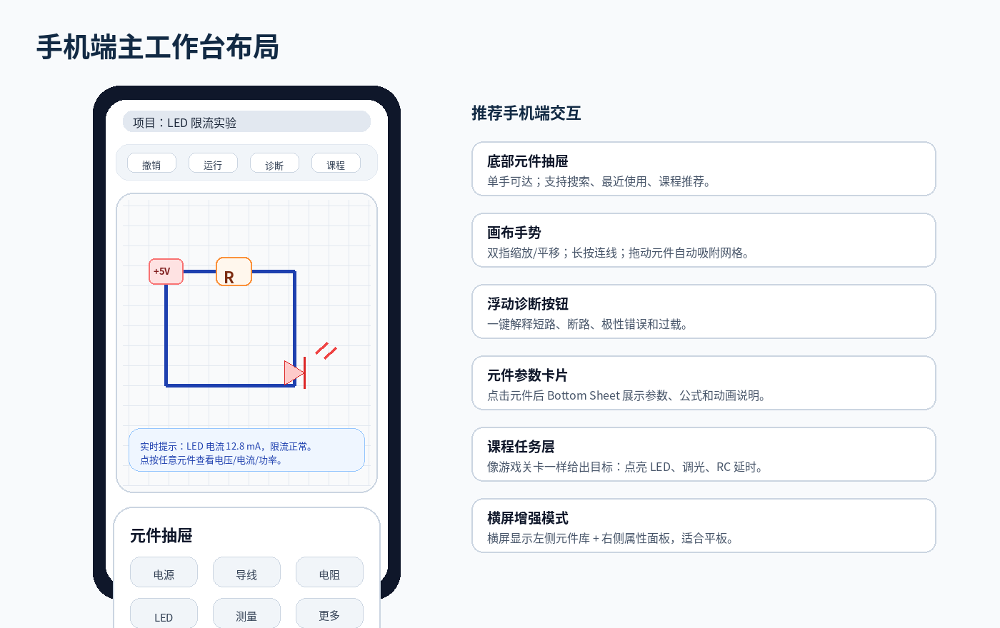 手机端主工作台布局
项目：LED 限流实验
撤销
运行
诊断
课程
+5V
R
实时提示：LED 电流 12.8 mA，限流正常。
点按任意元件查看电压/电流/功率。
元件抽屉
电源
导线
电阻
LED
测量
更多
推荐手机端交互
底部元件抽屉
单手可达；支持搜索、最近使用、课程推荐。
画布手势
双指缩放/平移；长按连线；拖动元件自动吸附网格。
浮动诊断按钮
一键解释短路、断路、极性错误和过载。
元件参数卡片
点击元件后 Bottom Sheet 展示参数、公式和动画说明。
课程任务层
像游戏关卡一样给出目标：点亮 LED、调光、RC 延时。
横屏增强模式
横屏显示左侧元件库 + 右侧属性面板，适合平板。